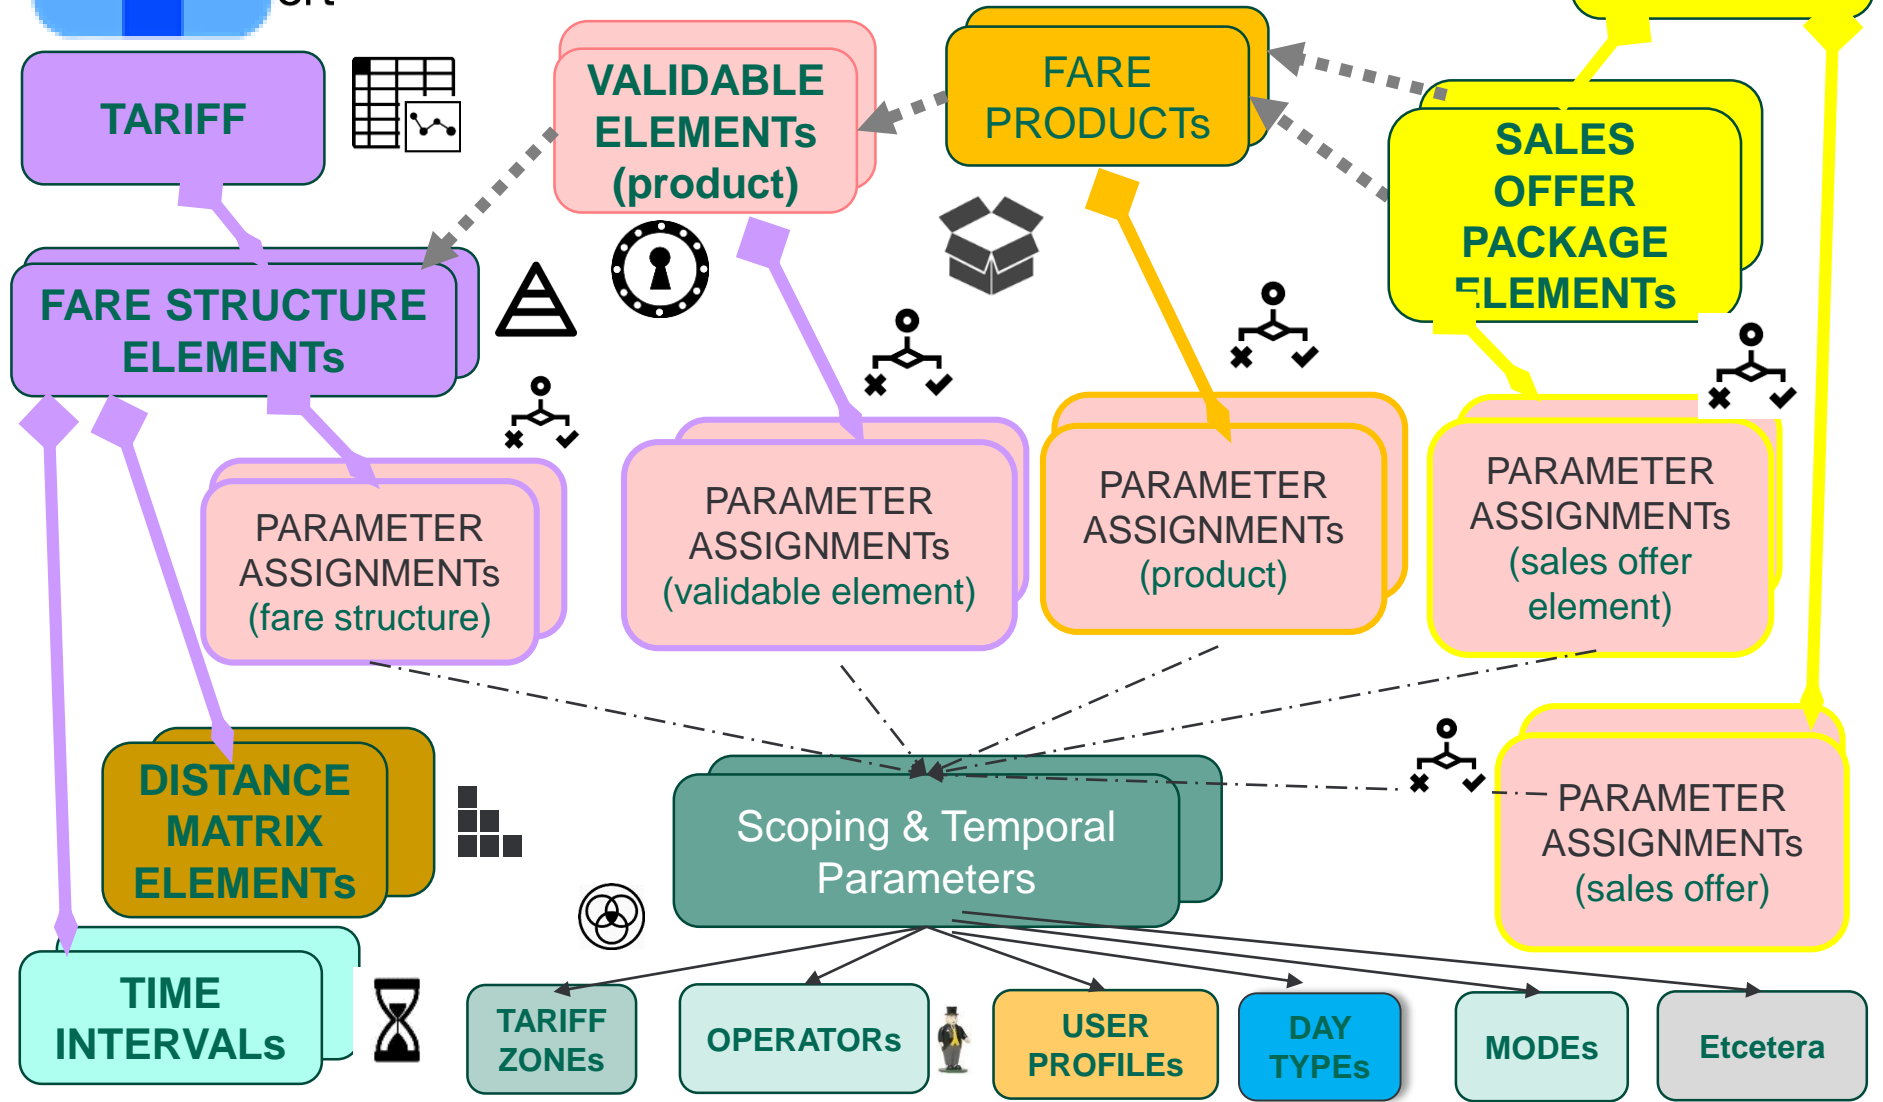 TARIFF
VALIDABLE
ELEMENTs
(product)
FARE
PRODUCTs
SALES
OFFER
PACKAGE
ELEMENTs
FARE STRUCTURE
ELEMENTs
PARAMETER
ASSIGNMENTs
(fare structure)
PARAMETER
ASSIGNMENTs
(validable element)
PARAMETER
ASSIGNMENTs
(product)
PARAMETER
ASSIGNMENTs
(sales offer
element)
DISTANCE
MATRIX
ELEMENTs
Scoping & Temporal
Parameters
PARAMETER
ASSIGNMENTs
(sales offer)
TIME
INTERVALs
TARIFF
ZONEs
OPERATORs
USER
PROFILEs
DAY
TYPEs
MODEs
Etcetera